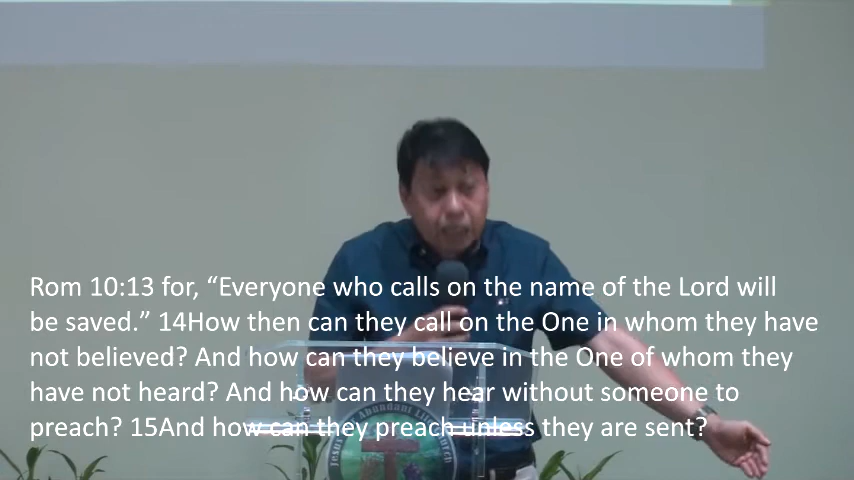 Rom 10:13 for, “Everyone who calls on the name of the Lord will
be saved.” 14How then can they call on the One in whom they have
not believed? And how can they believe in the One of whom they
have not heard? And how can they hear without someone to
preach? 15And how can they preach unless they are sent?
Abundant Life Church